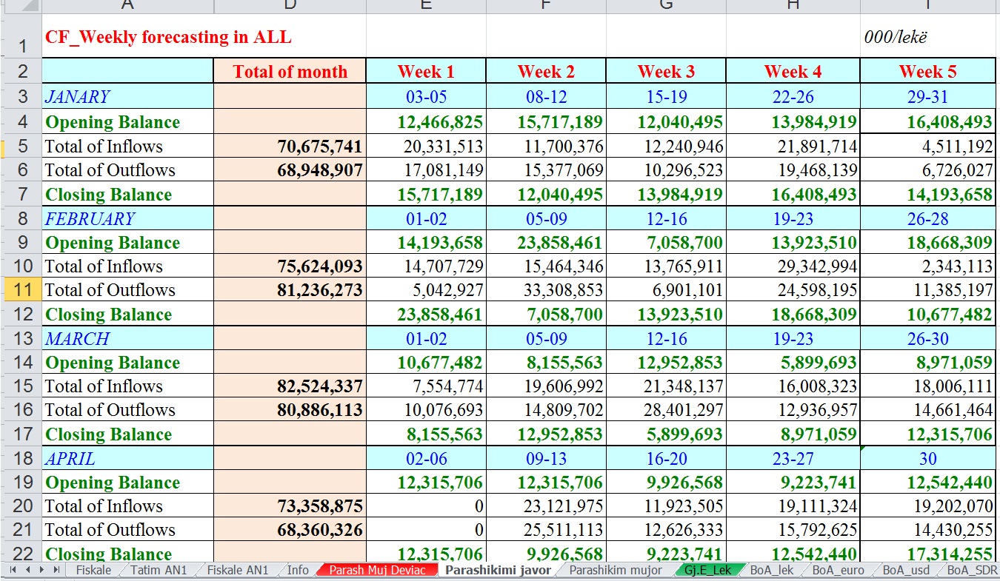 A D E F G H I
1 CF_Weekly forecasting in ALL 000/lekë
2 Total of month Week 1 Week 2 Week 3 Week 4 Week 5
3 JANARY 03-05 08-12 15-19 22-26 29-31
4 Opening Balance 12,466,825 15,717,189 12,040,495 13,984,919 16,408,493
5 Total of Inflows 70,675,741 20,331,513 11,700,376 12,240,946 21,891,714 4,511,192
6 Total of Outflows 68,948,907 17,081,149 15,377,069 10,296,523 19,468,139 6,726,027
7 Closing Balance 15,717,189 12,040,495 13,984,919 16,408,493 14,193,658
8 FEBRUARY 01-02 05-09 12-16 19-23 26-28
9 Opening Balance 14,193,658 23,858,461 7,058,700 13,923,510 18,668,309
10 Total of Inflows 75,624,093 14,707,729 15,464,346 13,765,911 29,342,994 2,343,113
11 Total of Outflows 81,236,273 5,042,927 33,308,853 6,901,101 24,598,195 11,385,197
12 Closing Balance 23,858,461 7,058,700 13,923,510 18,668,309 10,677,482
13 MARCH 01-02 05-09 12-16 19-23 26-30
14 Opening Balance 10,677,482 8,155,563 12,952,853 5,899,693 8,971,059
15 Total of Inflows 82,524,337 7,554,774 19,606,992 21,348,137 16,008,323 18,006,111
16 Total of Outflows 80,886,113 10,076,693 14,809,702 28,401,297 12,936,957 14,661,464
17 Closing Balance 8,155,563 12,952,853 5,899,693 8,971,059 12,315,706
18 APRIL 02-06 09-13 16-20 23-27 30
19 Opening Balance 12,315,706 12,315,706 9,926,568 9,223,741 12,542,440
20 Total of Inflows 73,358,875 0 23,121,975 11,923,505 19,111,324 19,202,070
21 Total of Outflows 68,360,326 0 25,511,113 12,626,333 15,792,625 14,430,255
22 Closing Balance 12,315,706 9,926,568 9,223,741 12,542,440 17,314,255
Fiskale Tatim AN1 Fiskale AN1 Info Parash Muj Deviac Parashikimi javor Parashikim mujor Gj.E_Lek BoA_lek BoA_euro BoA_usd BoA_SDR